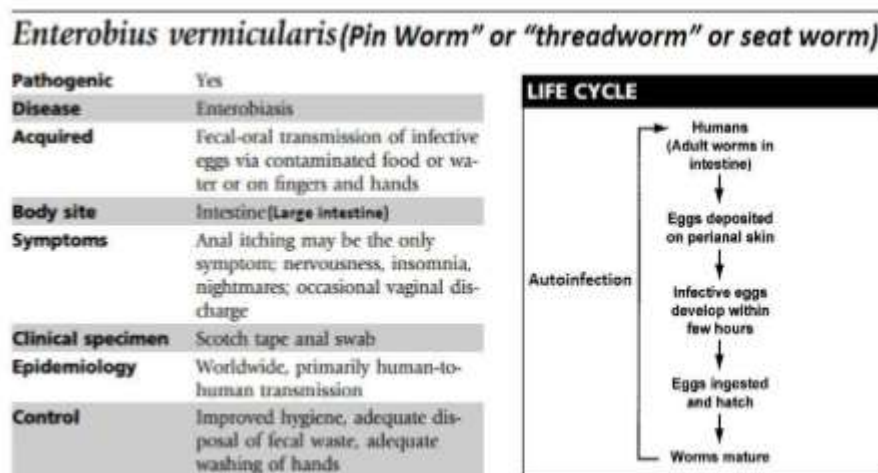 Enterobius vermicularis(Pin Worm" or "threadworm" or seat worm)
Pathogenic Yes
Disease Enterobiasis
Acquired Fecal-oral transmission of infective
eggs via contaminated food or wa-
ter or on fingers and hands
Body site Intestine(Large intestine)
Symptoms Anal itching may be the only
symptom; nervousness, insomnia,
nightmares; occasional vaginal dis-
charge
Clinical specimen Scotch tape anal swab
Epidemiology Worldwide, primarily human-to-
human transmission
Control Improved hygiene, adequate dis-
posal of fecal waste, adequate
washing of hands
LIFE CYCLE
Humans
(Adult worms in
intestine)
Eggs deposited
on perianal skin
Autoinfection
Infective eggs
develop within
few hours
Eggs ingested
and hatch
Worms mature